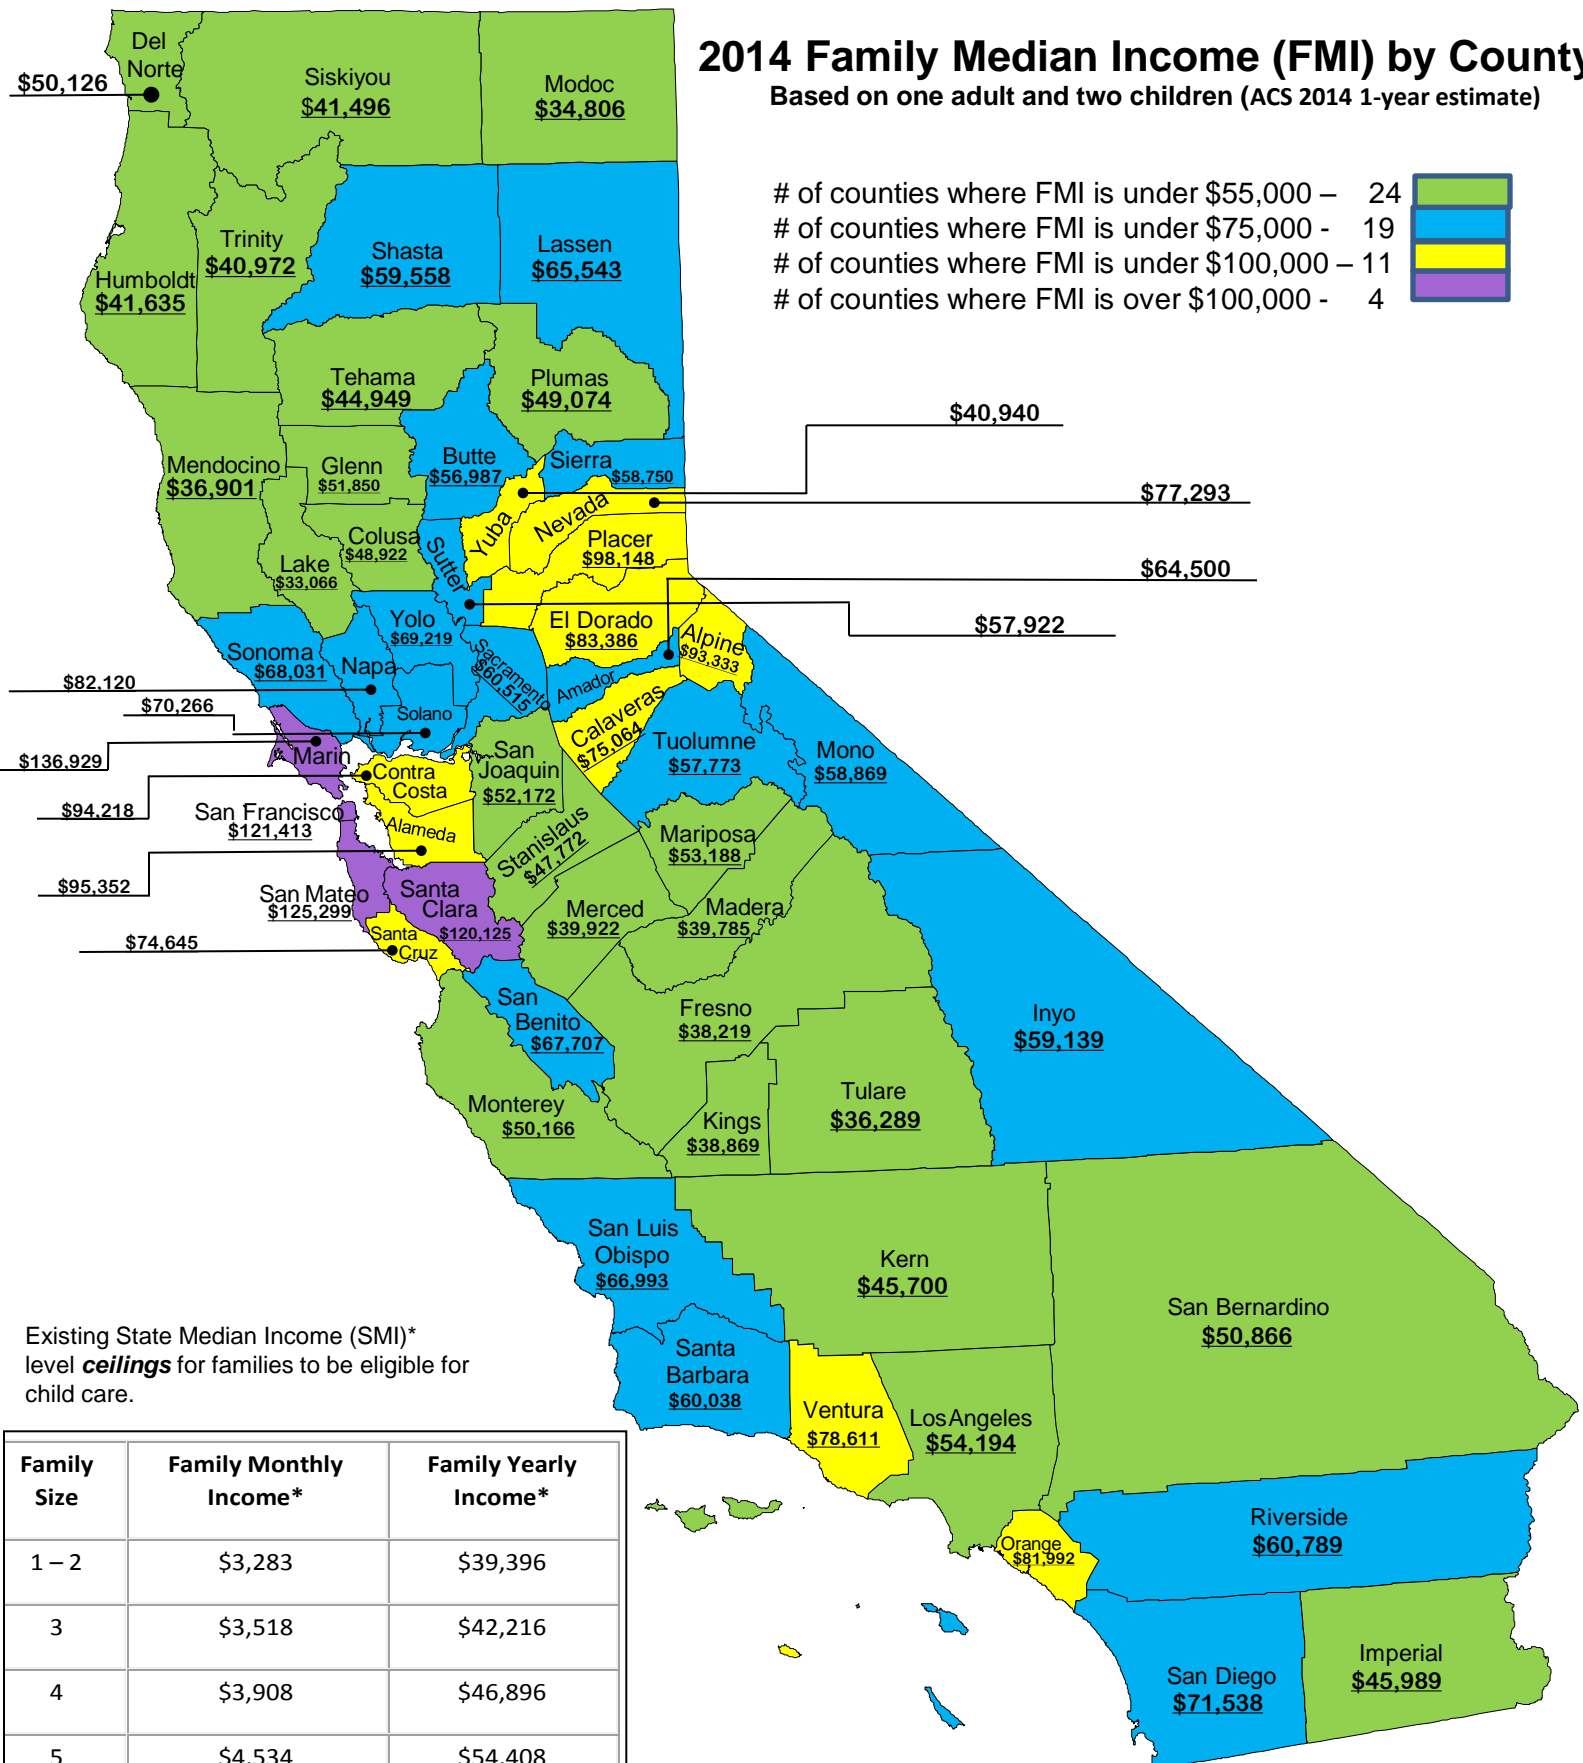 2014 Family Median Income (FMI) by County
Based on one adult and two children (ACS 2014 1-year estimate)
# of counties where FMI is under $55,000 – 24
# of counties where FMI is under $75,000 - 19
# of counties where FMI is under $100,000 – 11
# of counties where FMI is over $100,000 - 4
Del
Norte
$50,126
Siskiyou
$41,496
Modoc
$34,806
Trinity
$40,972
Humboldt
$41,635
Shasta
$59,558
Lassen
$65,543
Tehama
$44,949
Plumas
$49,074
$40,940
Mendocino
$36,901
Glenn
$51,850
Butte
$56,987
Sierra
$58,750
$77,293
Yuba
Nevada
Colusa
$48,922
Sutter
Placer
$98,148
Lake
$33,066
$64,500
$57,922
Yolo
$69,219
El Dorado
$83,386
Alpine
$93,333
Sonoma
$68,031
Napa
Sacramento
$60,515
Amador
$82,120
$70,266
Solano
Calaveras
$75,064
Tuolumne
$57,773
Mono
$58,869
$136,929
Marin
Contra
Costa
San
Joaquin
$52,172
$94,218
San Francisco
$121,413
Alameda
Stanislaus
$47,772
Mariposa
$53,188
$95,352
San Mateo
$125,299
Santa
Clara
$120,125
Merced
$39,922
Madera
$39,785
$74,645
Santa
Cruz
San
Benito
$67,707
Fresno
$38,219
Inyo
$59,139
Monterey
$50,166
Kings
$38,869
Tulare
$36,289
San Luis
Obispo
$66,993
Kern
$45,700
San Bernardino
$50,866
Santa
Barbara
$60,038
Ventura
$78,611
Los Angeles
$54,194
Orange
$81,992
Riverside
$60,789
San Diego
$71,538
Imperial
$45,989
Existing State Median Income (SMI)*
level ceilings for families to be eligible for
child care.
Family Size Family Monthly Income* Family Yearly Income*
1 – 2 $3,283 $39,396
3 $3,518 $42,216
4 $3,908 $46,896
5 $4,534 $54,408